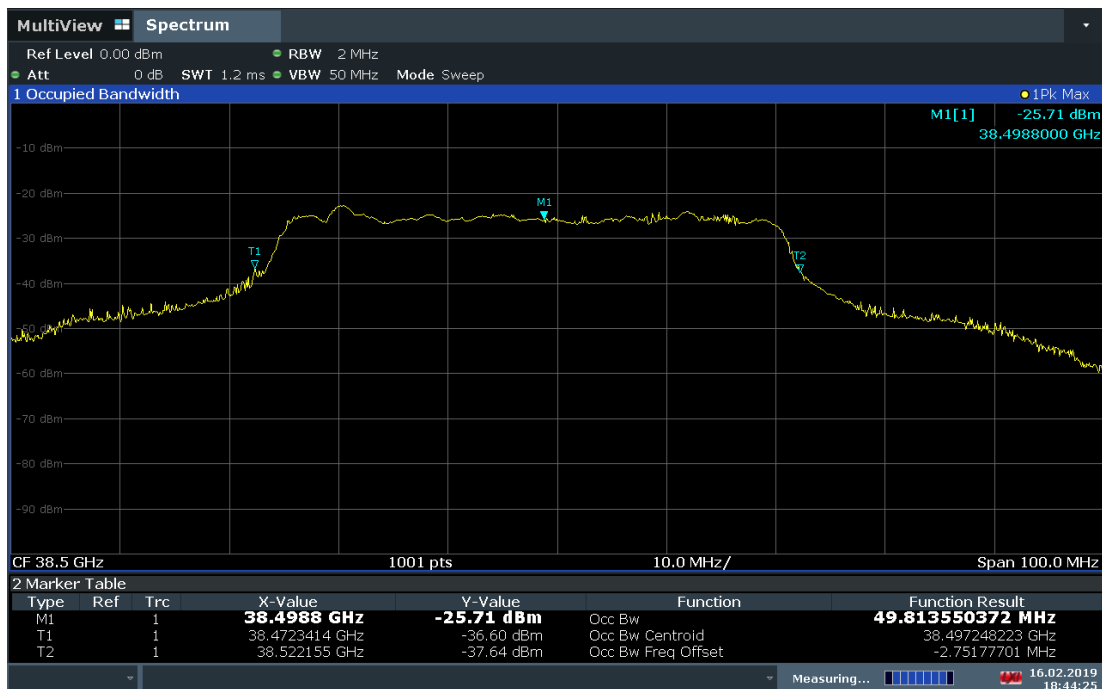 MultiView Spectrum
Ref Level 0.00 dBm RBW 2 MHz
Att 0 dB SWT 1.2 ms VBW 50 MHz Mode Sweep
1 Occupied Bandwidth 1Pk Max
M1[1] -25.71 dBm
38.4988000 GHz
-10 dBm
-20 dBm
M1
-30 dBm
T1
T2
-40 dBm
-50 dBm
-60 dBm
-70 dBm
-80 dBm
-90 dBm
CF 38.5 GHz 1001 pts 10.0 MHz/ Span 100.0 MHz
2 Marker Table
Type Ref Trc X-Value Y-Value Function Function Result
M1 1 38.4988 GHz -25.71 dBm Occ Bw 49.813550372 MHz
T1 1 38.4723414 GHz -36.60 dBm Occ Bw Centroid 38.497248223 GHz
T2 1 38.522155 GHz -37.64 dBm Occ Bw Freq Offset -2.75177701 MHz
Measuring... 16.02.2019
18:44:25